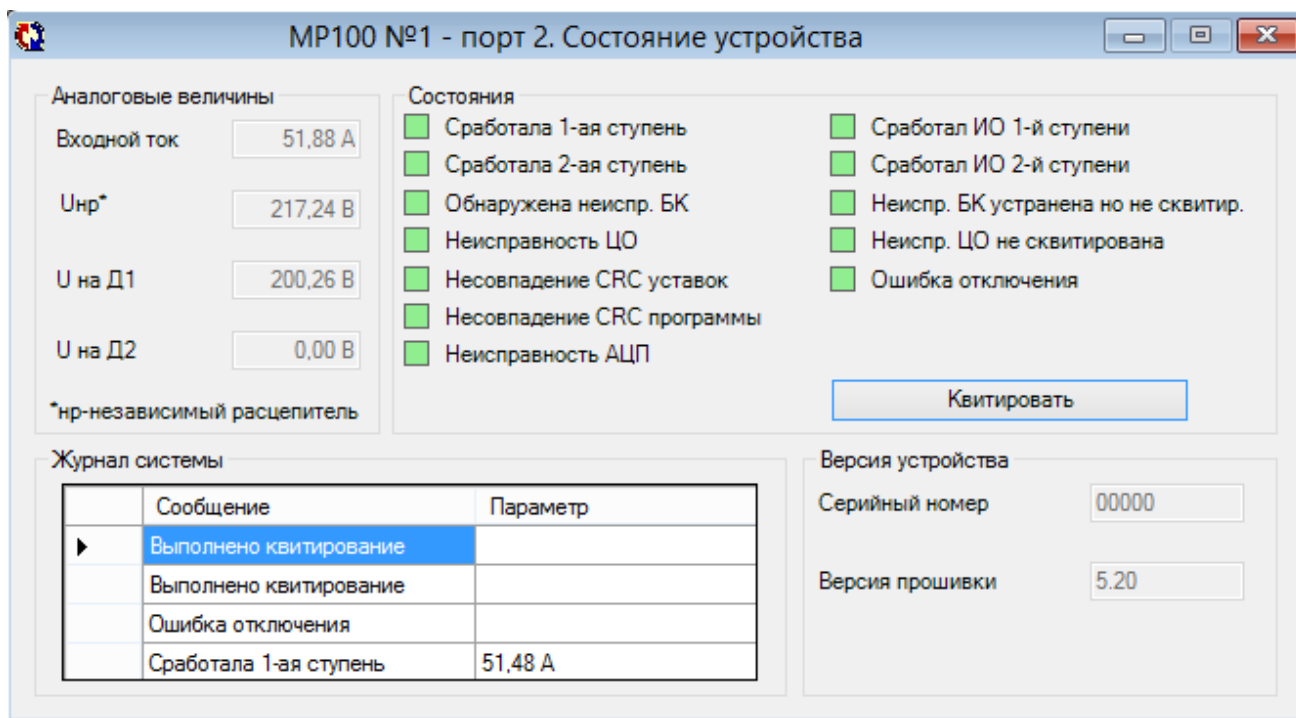 МР100 №1 - порт 2. Состояние устройства
Аналоговые величины
Входной ток 51,88 А
Uнр* 217,24 В
U на Д1 200,26 В
U на Д2 0,00 В
*нр-независимый расцепитель
Состояния
Сработала 1-ая ступень
Сработала 2-ая ступень
Обнаружена неиспр. БК
Неисправность ЦО
Несовпадение CRC уставок
Несовпадение CRC программы
Неисправность АЦП
Сработал ИО 1-й ступени
Сработал ИО 2-й ступени
Неиспр. БК устранена но не сквитир.
Неиспр. ЦО не сквитирована
Ошибка отключения
Квитировать
Журнал системы
Сообщение Параметр
Выполнено квитирование
Выполнено квитирование
Ошибка отключения
Сработала 1-ая ступень 51,48 А
Версия устройства
Серийный номер 00000
Версия прошивки 5.20